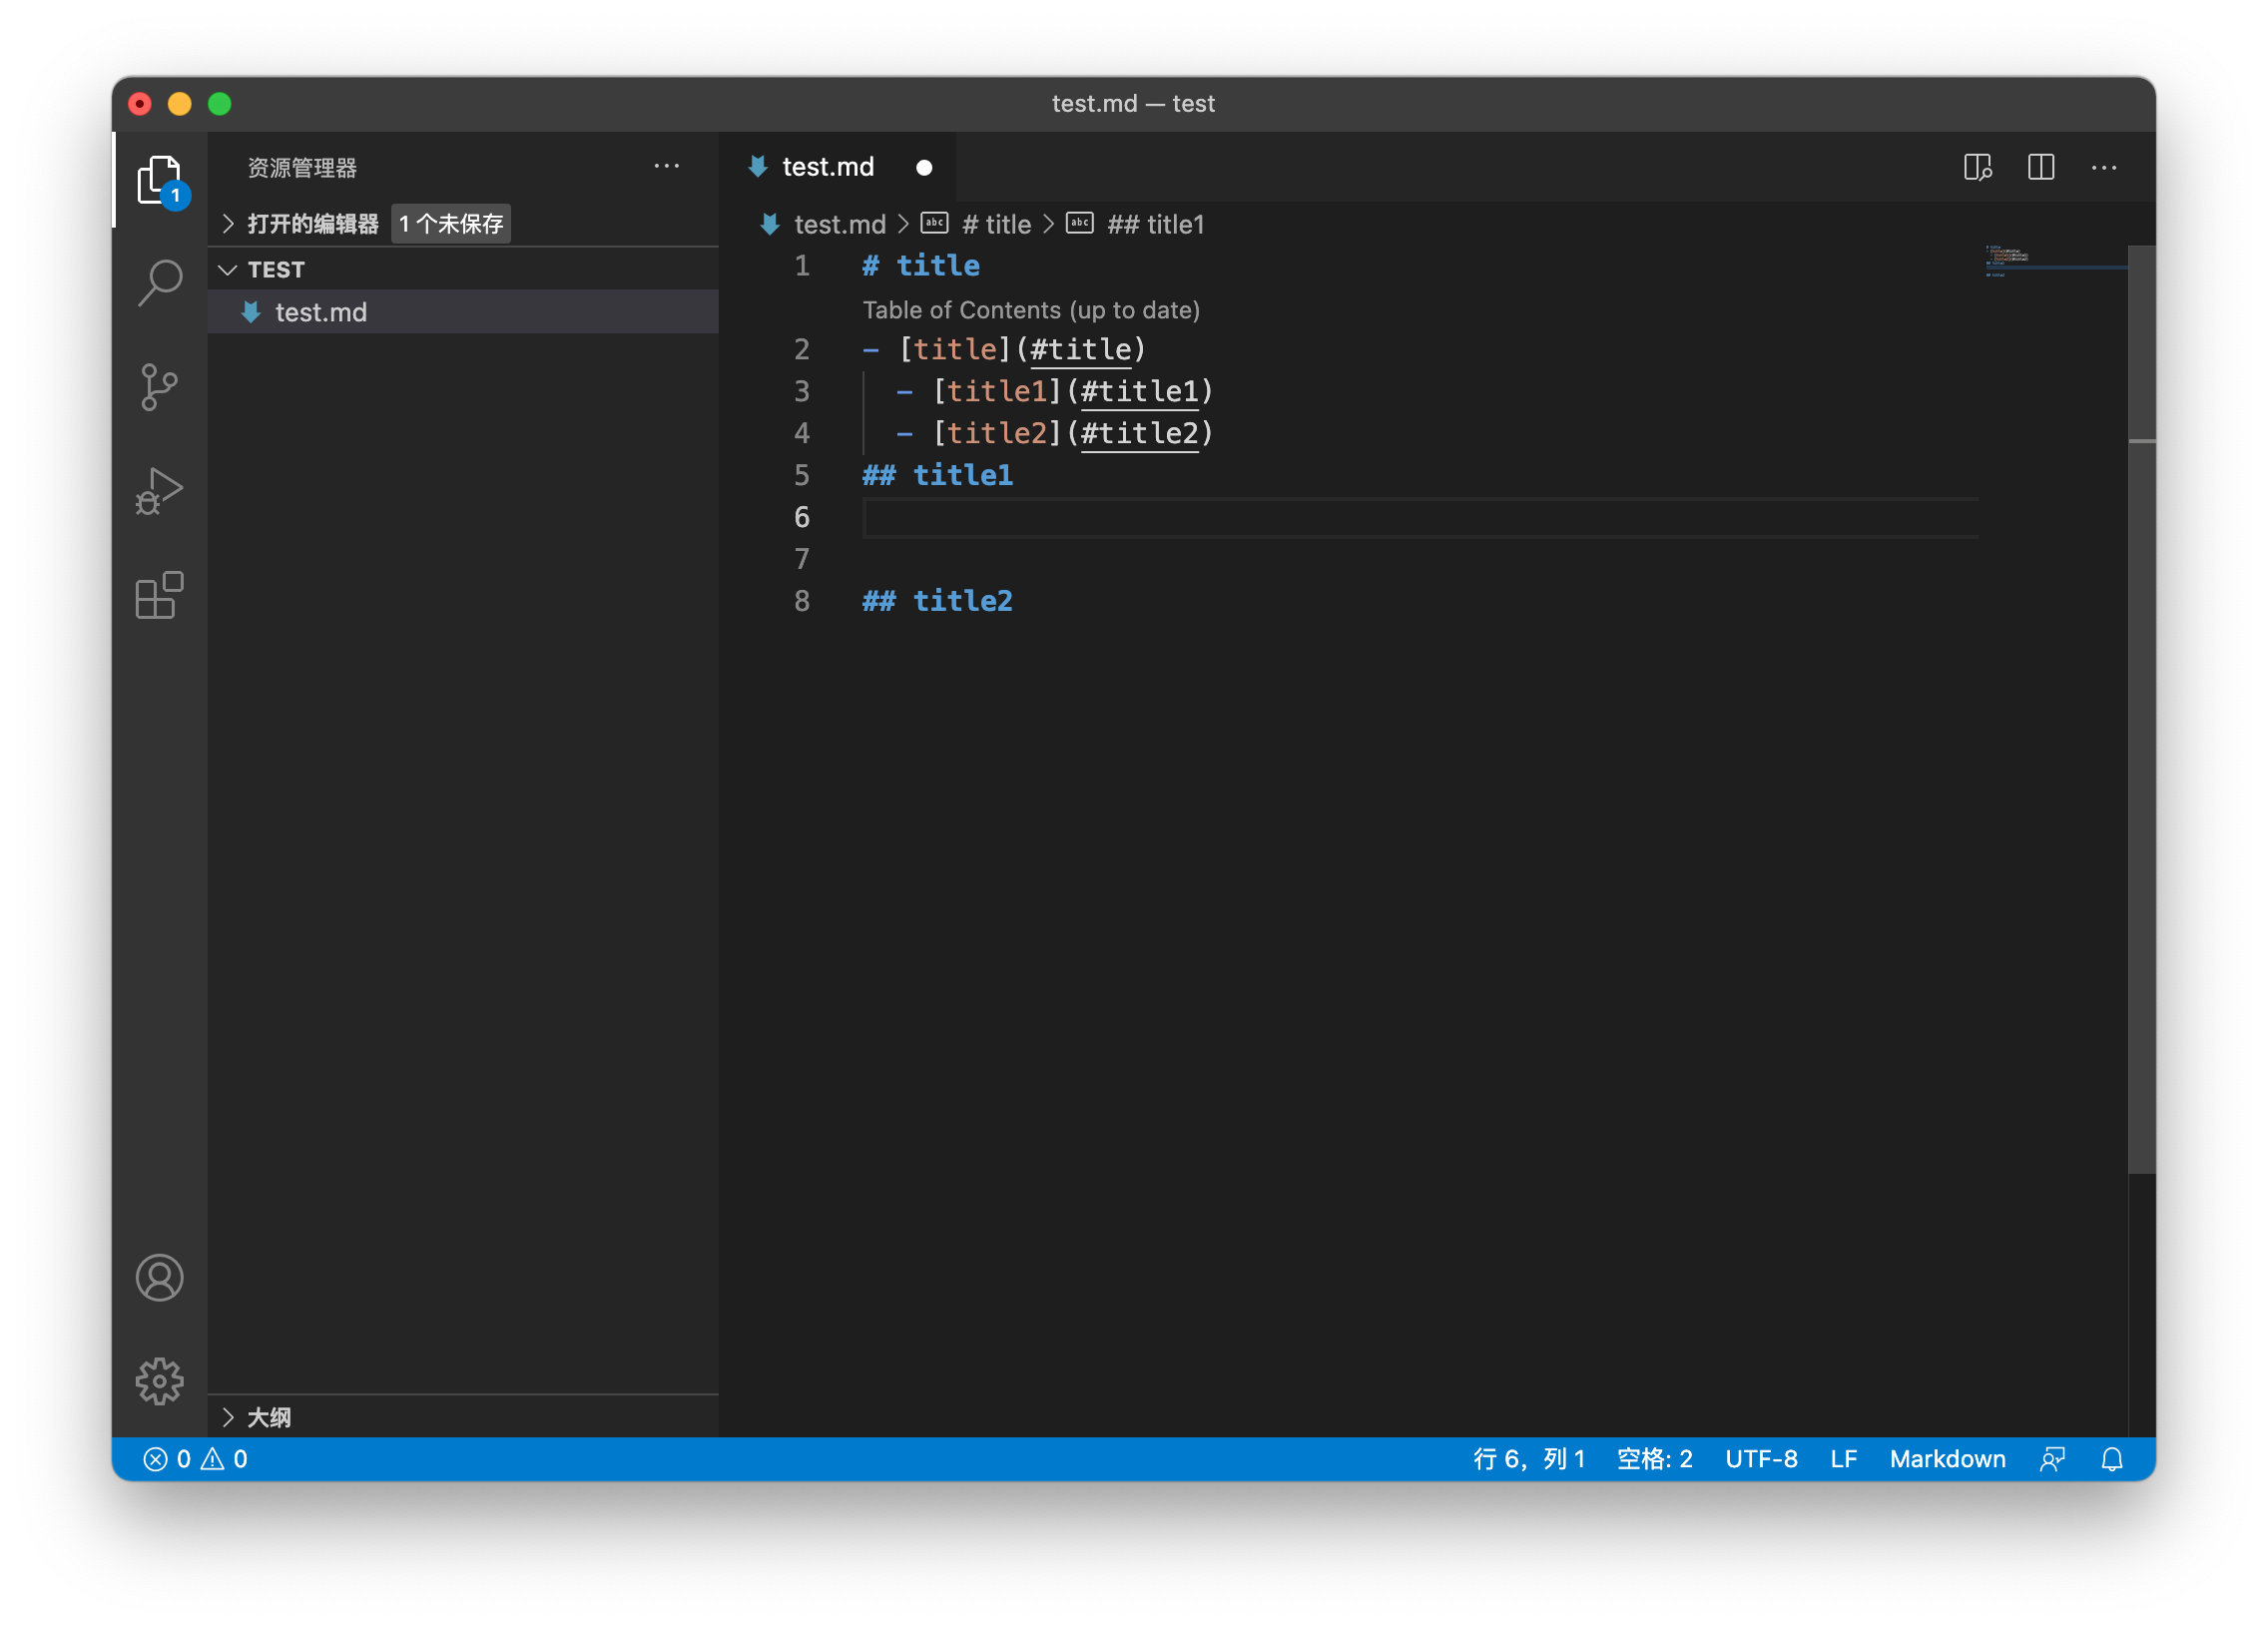 test.md — test
资源管理器
1
打开的编辑器 1 个未保存
TEST
test.md
大纲
test.md
test.md > # title > ## title1
1 # title
Table of Contents (up to date)
2 - [title](#title)
3 - [title1](#title1)
4 - [title2](#title2)
5 ## title1
6
7
8 ## title2
0 0
行 6，列 1 空格: 2 UTF-8 LF Markdown